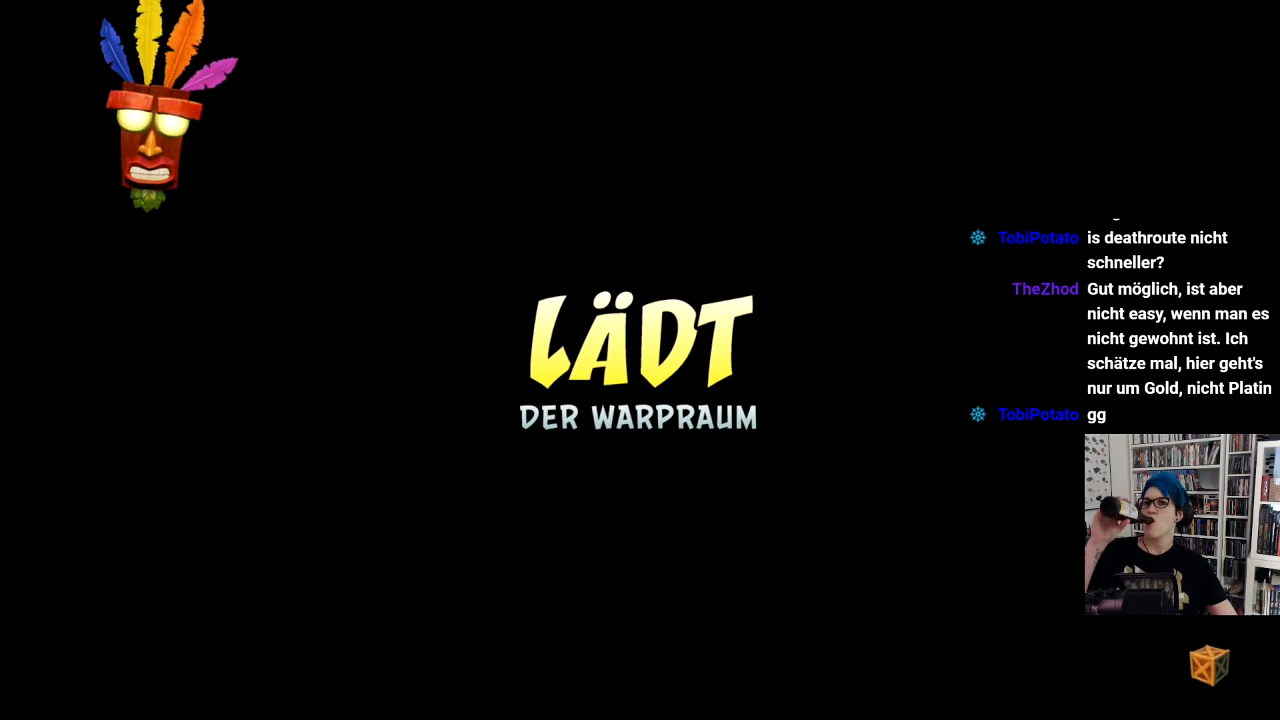 TobiPotato is deathroute nicht
schneller?
TheZhod Gut möglich, ist aber
nicht easy, wenn man es
nicht gewohnt ist. Ich
schätze mal, hier geht's
nur um Gold, nicht Platin
TobiPotato gg
LÄDT
DER WARPRAUM